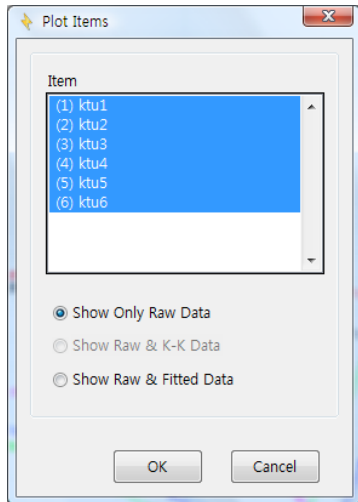 Plot Items
Item
(1) ktu1
(2) ktu2
(3) ktu3
(4) ktu4
(5) ktu5
(6) ktu6
Show Only Raw Data
Show Raw & K-K Data
Show Raw & Fitted Data
OK Cancel